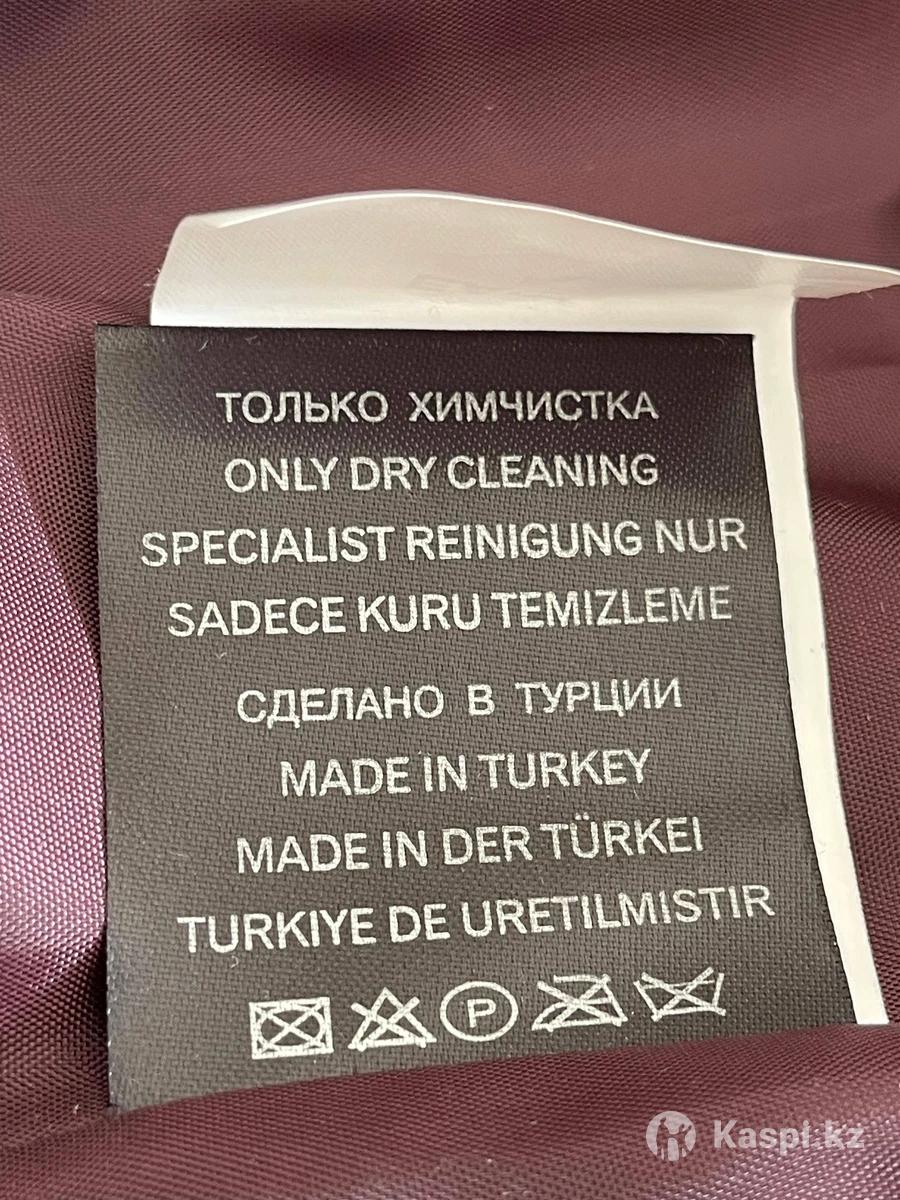 ТОЛЬКО ХИМЧИСТКА
ONLY DRY CLEANING
SPECIALIST REINIGUNG NUR
SADECE KURU TEMIZLEME
СДЕЛАНО В ТУРЦИИ
MADE IN TURKEY
MADE IN DER TÜRKEI
TURKIYE DE URETILMISTIR
P
Kaspi.kz